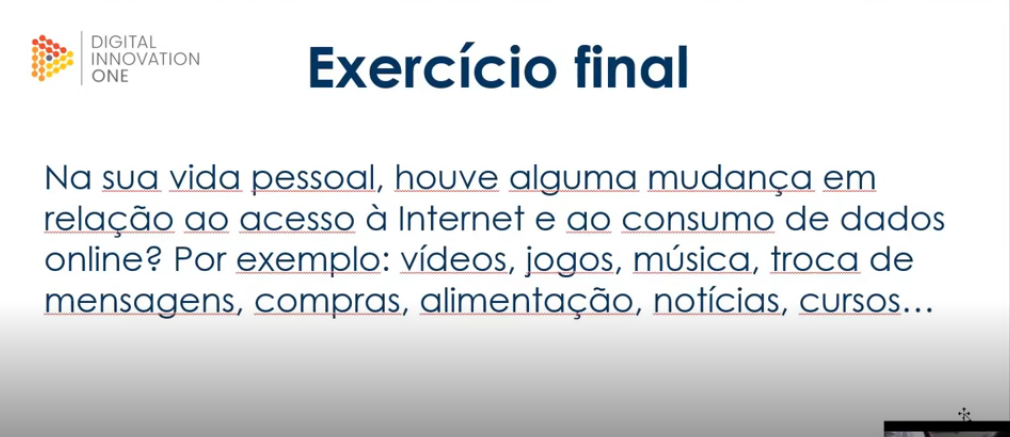 DIGITAL
INNOVATION
ONE
Exercício final
Na sua vida pessoal, houve alguma mudança em
relação ao acesso à Internet e ao consumo de dados
online? Por exemplo: vídeos, jogos, música, troca de
mensagens, compras, alimentação, notícias, cursos...